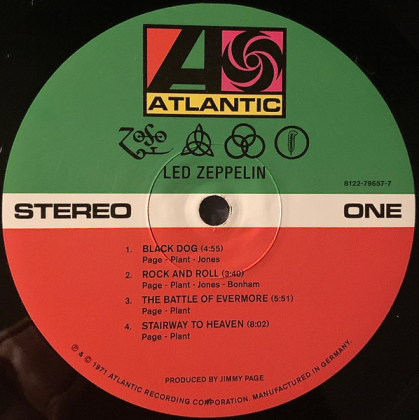 ATLANTIC
ZoSo
LED ZEPPELIN
8122-79657-7
STEREO ONE
1. BLACK DOG (4:55)
Page - Plant - Jones
2. ROCK AND ROLL (3:40)
Page - Plant - Jones - Bonham
3. THE BATTLE OF EVERMORE (5:51)
Page - Plant
4. STAIRWAY TO HEAVEN (8:02)
Page - Plant
PRODUCED BY JIMMY PAGE
℗ & © 1971 ATLANTIC RECORDING CORPORATION. MANUFACTURED IN GERMANY.